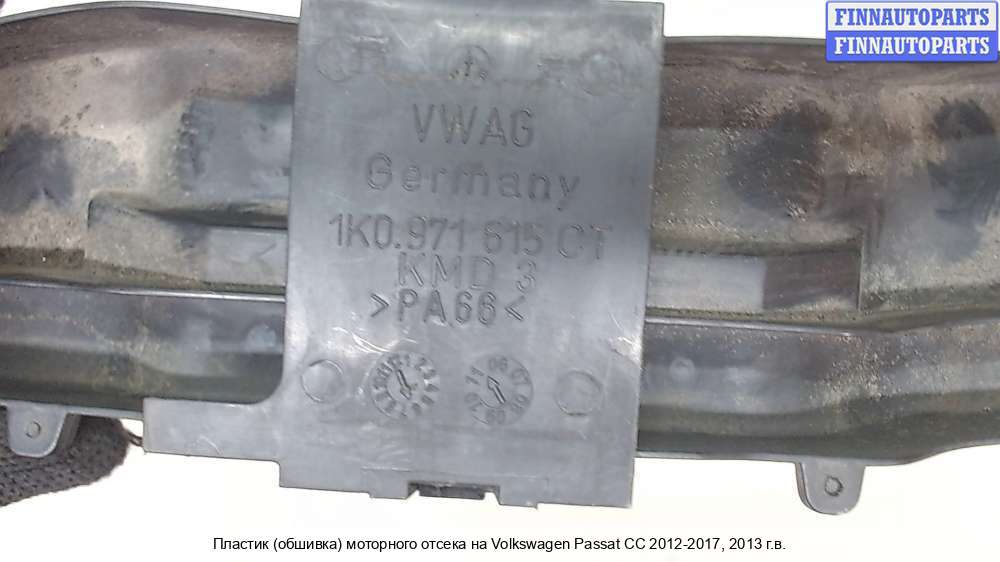 FINNAUTOPARTS
FINNAUTOPARTS
VWAG
Germany
1K0.971 615 CT
KMD 3
>PA66<
Пластик (обшивка) моторного отсека на Volkswagen Passat CC 2012-2017, 2013 г.в.